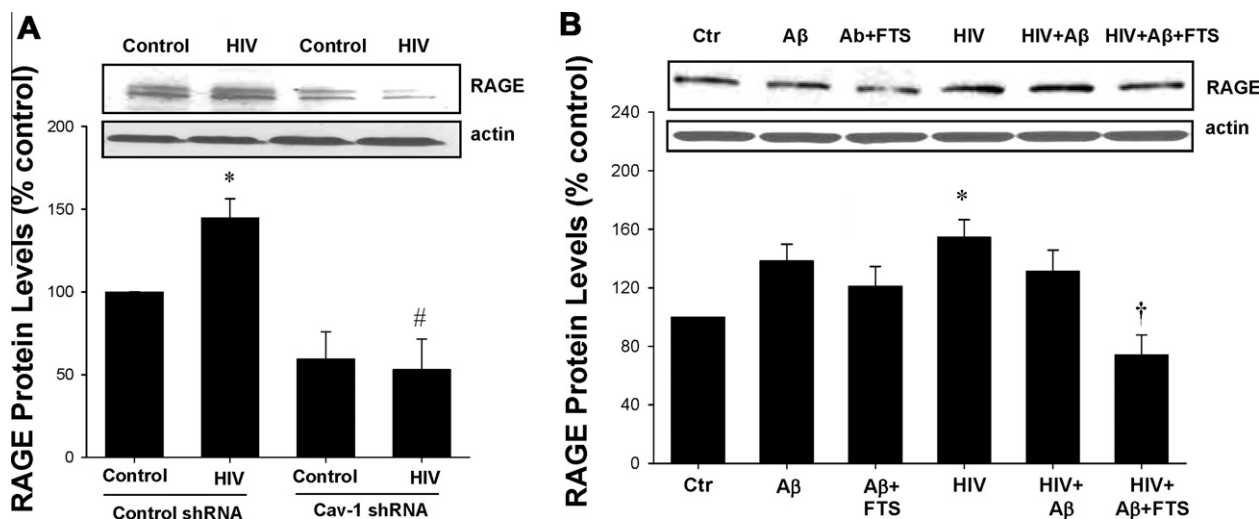 A
Control HIV Control HIV
RAGE
actin
RAGE Protein Levels (% control)
200
150
100
50
0
*
#
Control HIV Control HIV
Control shRNA Cav-1 shRNA
B
Ctr Aβ Ab+FTS HIV HIV+Aβ HIV+Aβ+FTS
RAGE
actin
RAGE Protein Levels (% control)
240
200
160
120
80
40
0
*
†
Ctr Aβ Aβ+ HIV HIV+ HIV+
FTS Aβ Aβ+FTS